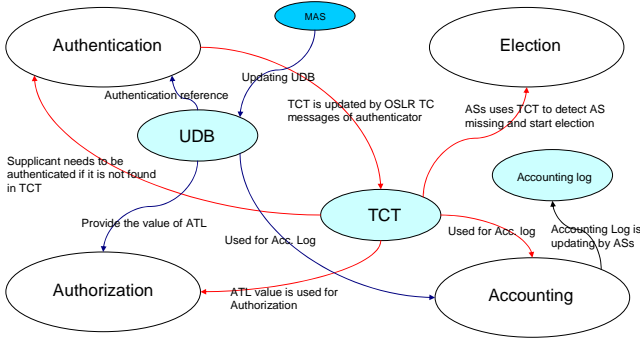 MAS
Authentication
Election
Updating UDB
Authentication reference
TCT is updated by OSLR TC
messages of authenticator
ASs uses TCT to detect AS
missing and start election
UDB
Supplicant needs to be
authenticated if it is not found
in TCT
Accounting log
TCT
Provide the value of ATL
Used for Acc. Log
Used for Acc. log
Accounting Log is
updating by ASs
Authorization
ATL value is used for
Authorization
Accounting